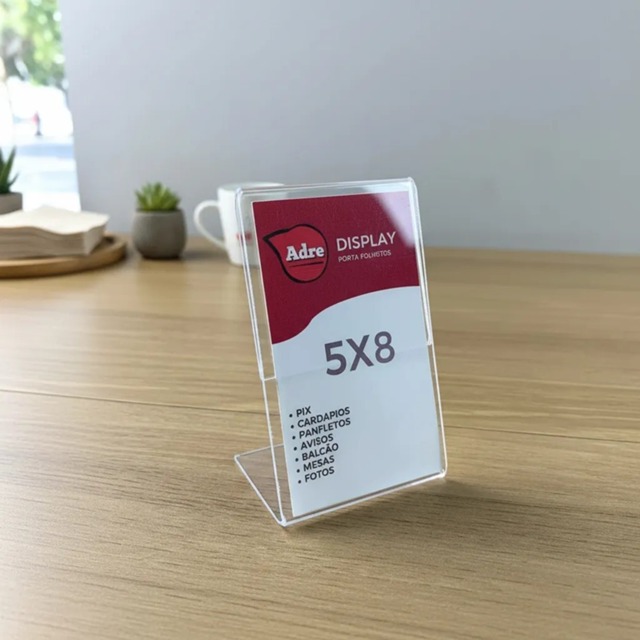 Adre
DISPLAY
PORTA FOLHETOS
5X8
• PIX
• CARDAPIOS
• PANFLETOS
• AVISOS
• BALCÃO
• MESAS
• FOTOS